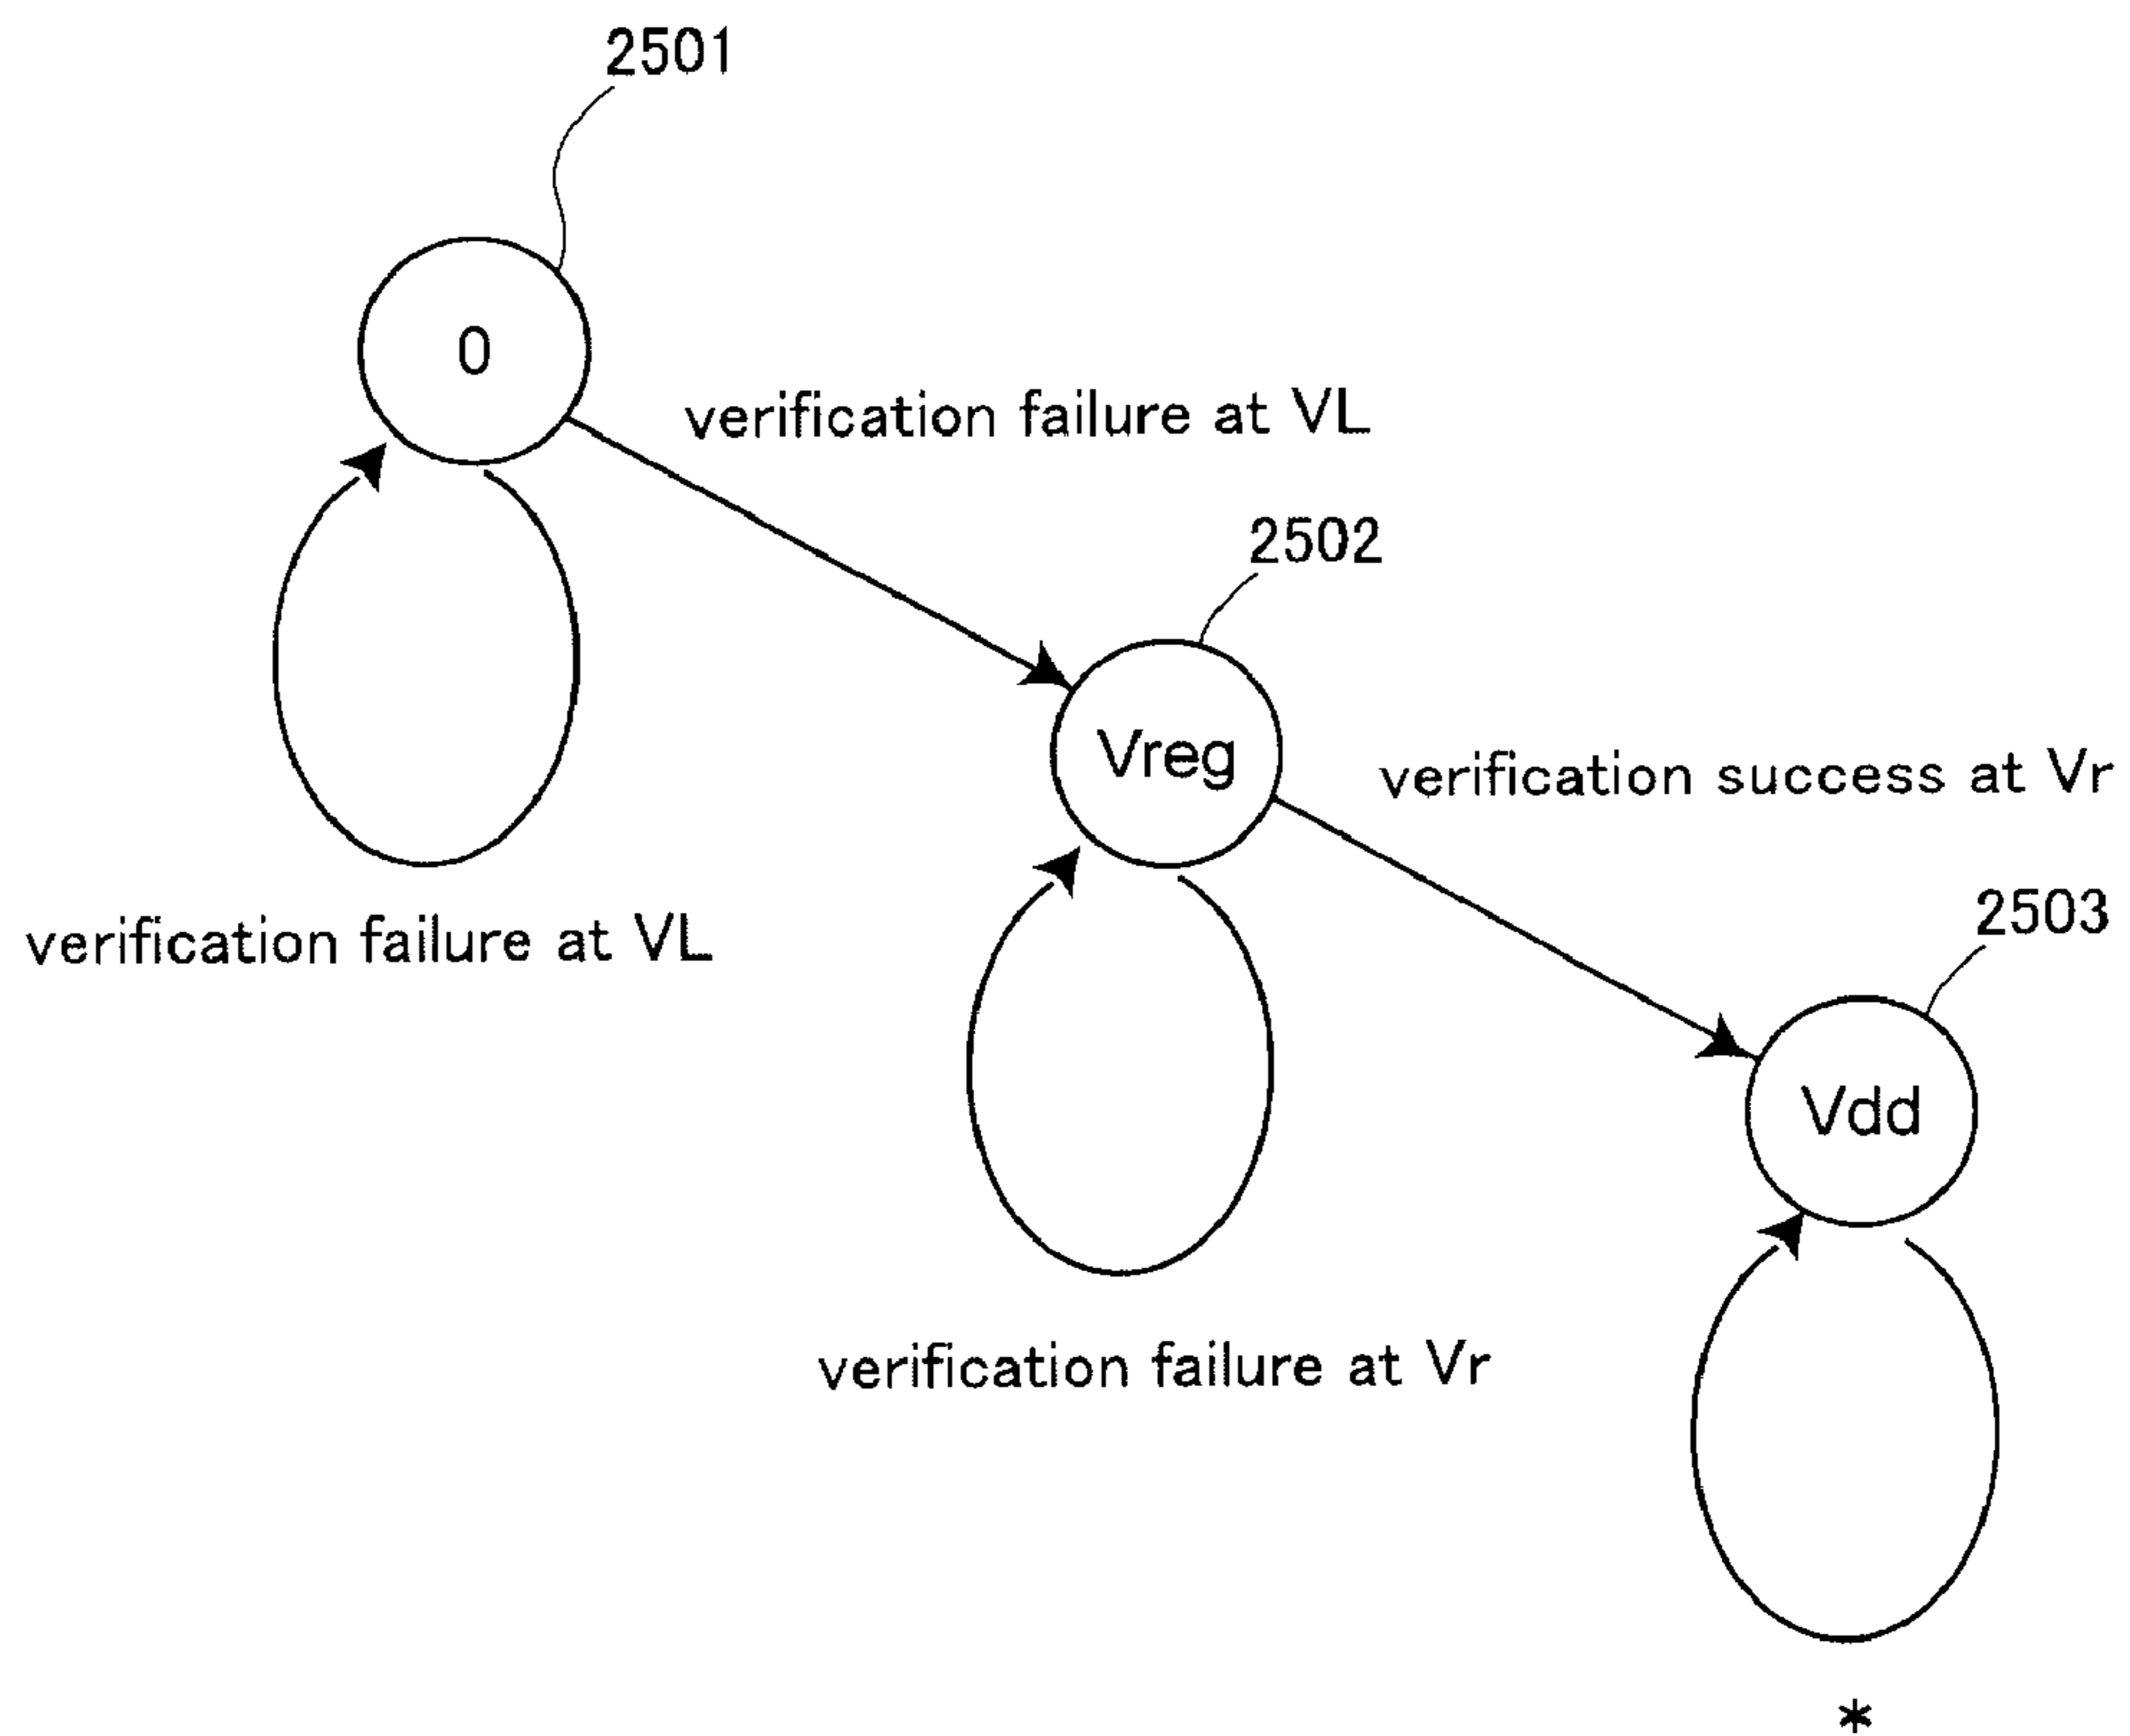 2501
0
verification failure at VL
2502
Vreg
verification success at Vr
2503
verification failure at VL
Vdd
verification failure at Vr
*